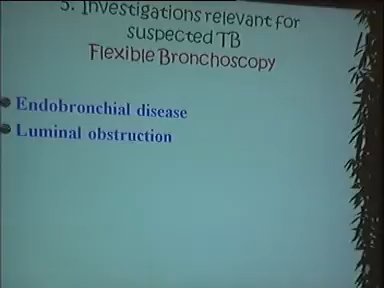 5. Investigations relevant for
suspected TB
Flexible Bronchoscopy
Endobronchial disease
Luminal obstruction